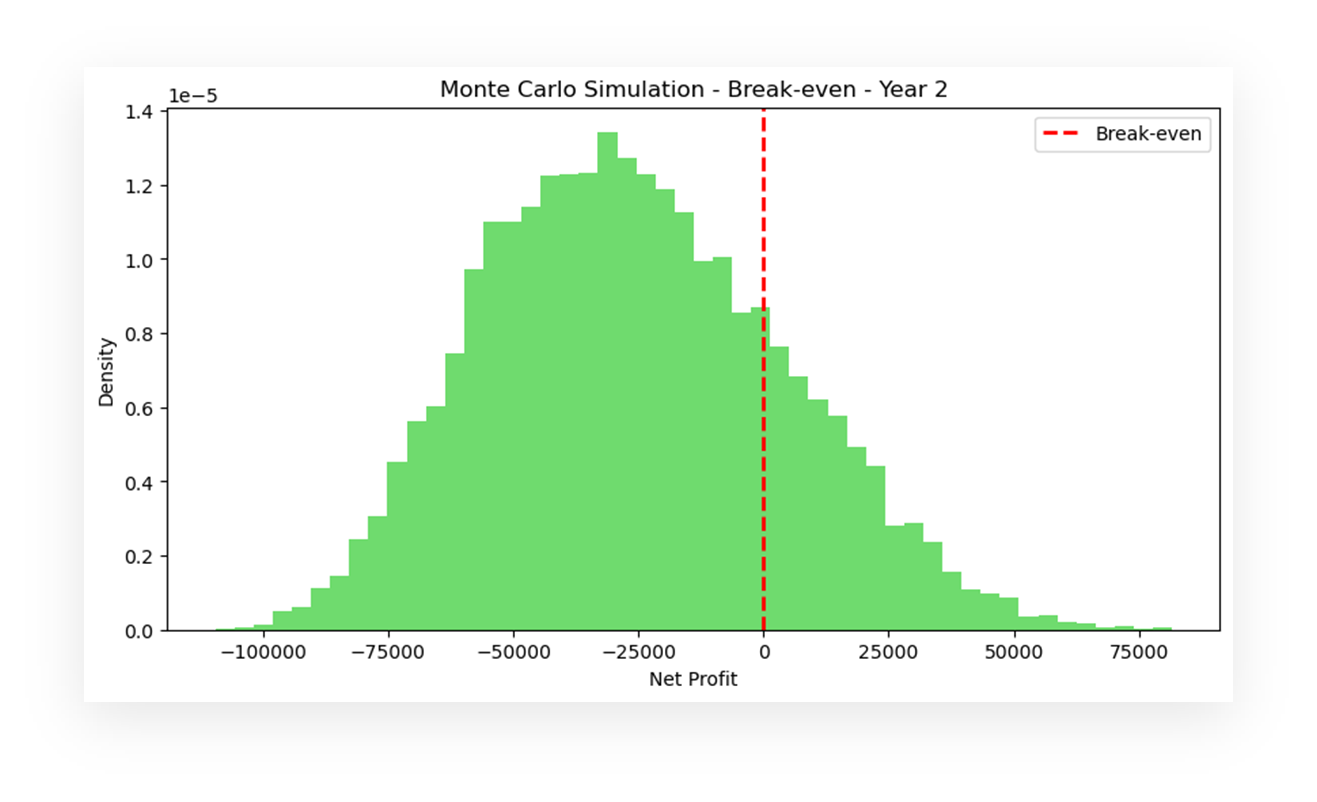 Monte Carlo Simulation - Break-even - Year 2
1e−5
Break-even
1.4
1.2
1.0
0.8
0.6
0.4
0.2
0.0
Density
−100000 −75000 −50000 −25000 0 25000 50000 75000
Net Profit